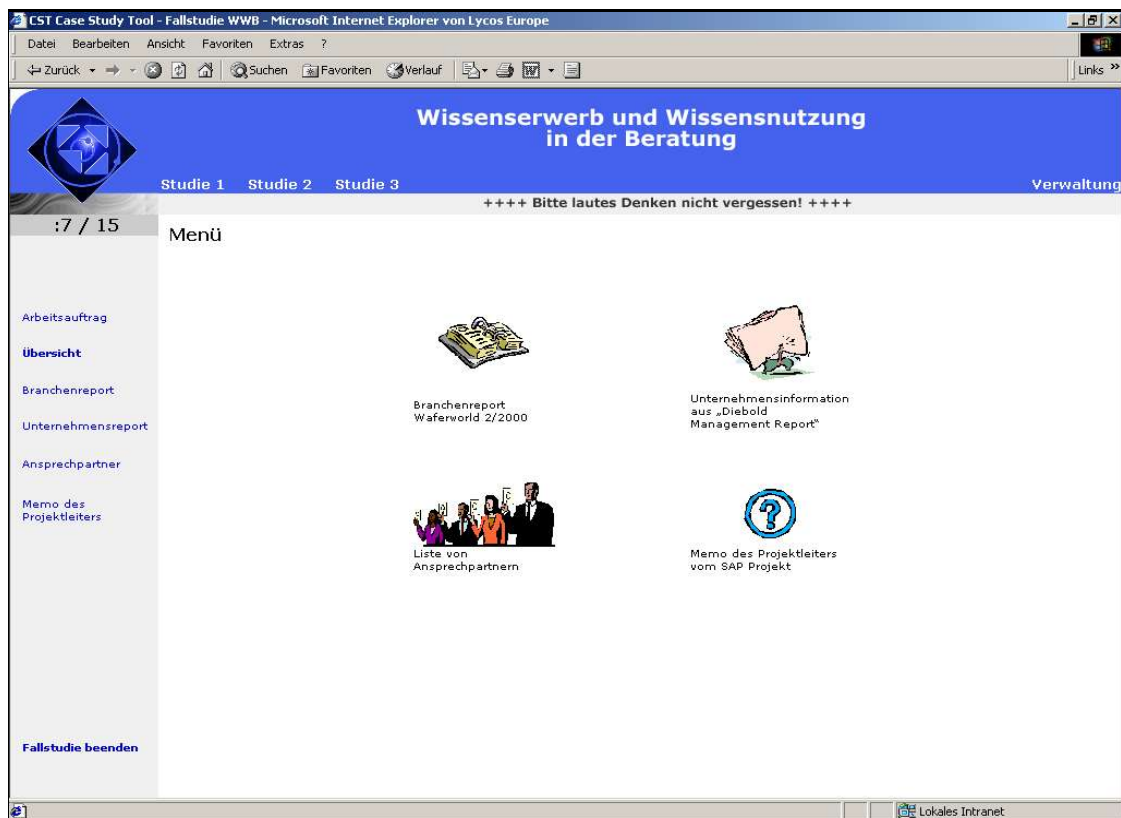 CST Case Study Tool - Fallstudie WWB - Microsoft Internet Explorer von Lycos Europe
Datei Bearbeiten Ansicht Favoriten Extras ?
Zurück Suchen Favoriten Verlauf Links »
Wissenserwerb und Wissensnutzung
in der Beratung
Studie 1 Studie 2 Studie 3 Verwaltung
++++ Bitte lautes Denken nicht vergessen! ++++
:7 / 15
Menü
Arbeitsauftrag
Übersicht
Branchenreport
Unternehmensreport
Ansprechpartner
Memo des
Projektleiters
Branchenreport
Waferworld 2/2000
Unternehmensinformation
aus „Diebold
Management Report“
Liste von
Ansprechpartnern
Memo des Projektleiters
vom SAP Projekt
Fallstudie beenden
Lokales Intranet